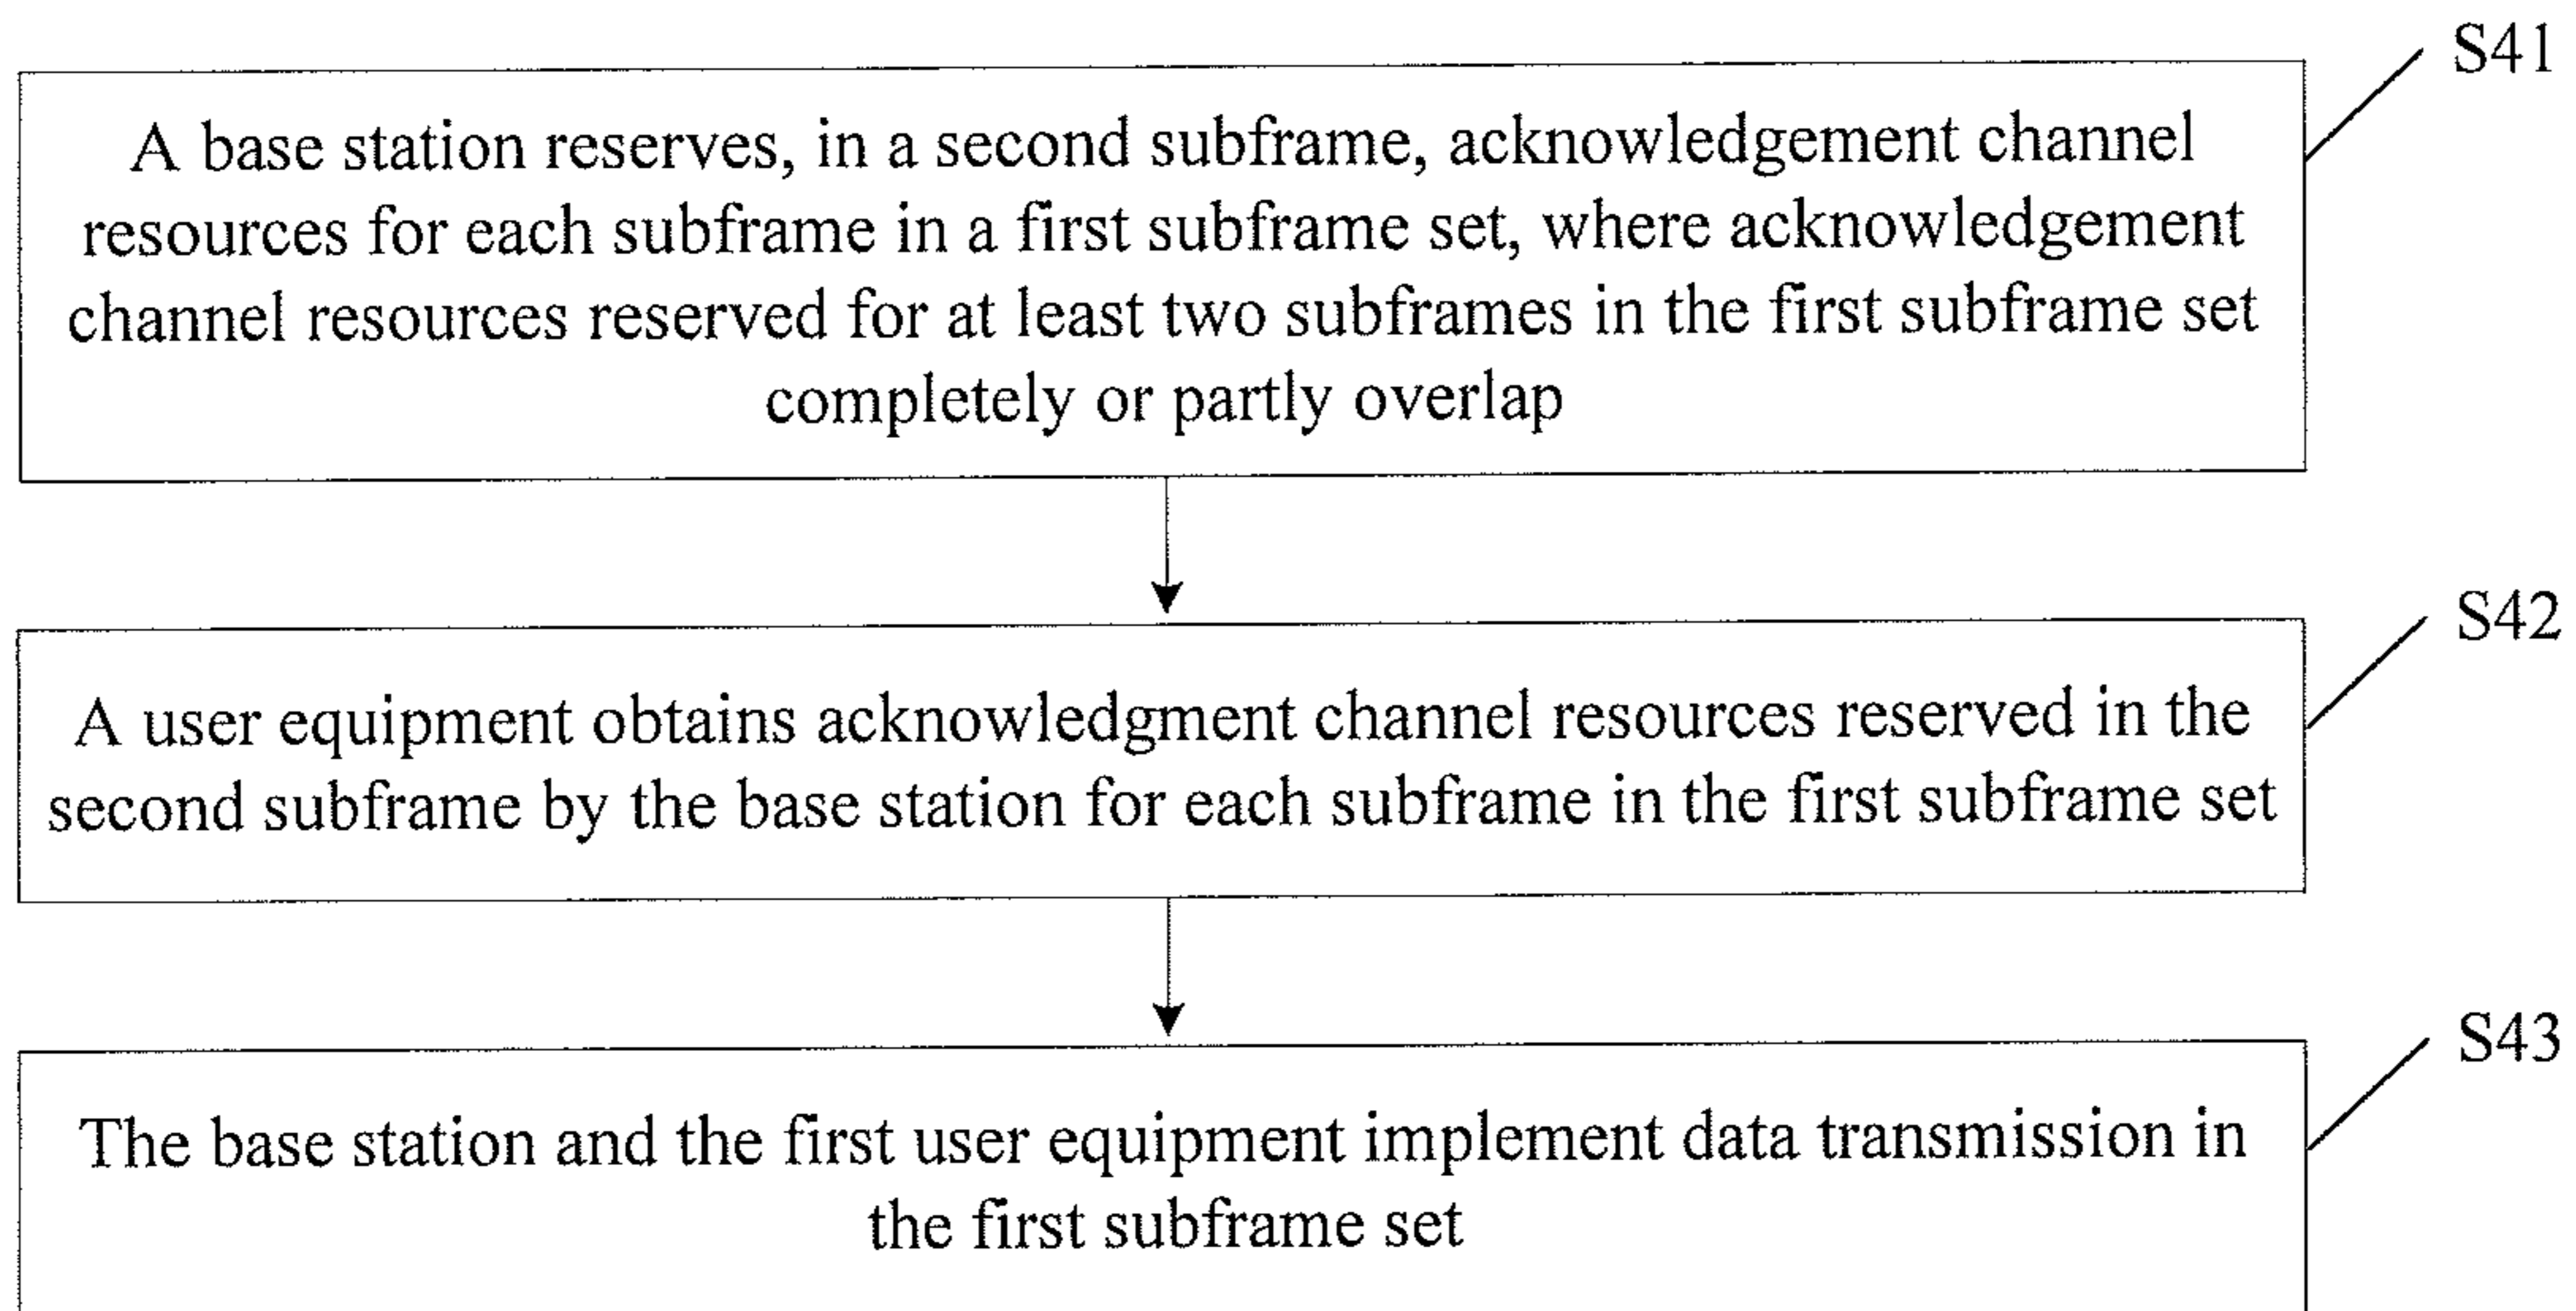 S41
A base station reserves, in a second subframe, acknowledgement channel
resources for each subframe in a first subframe set, where acknowledgement
channel resources reserved for at least two subframes in the first subframe set
completely or partly overlap
S42
A user equipment obtains acknowledgment channel resources reserved in the
second subframe by the base station for each subframe in the first subframe set
S43
The base station and the first user equipment implement data transmission in
the first subframe set